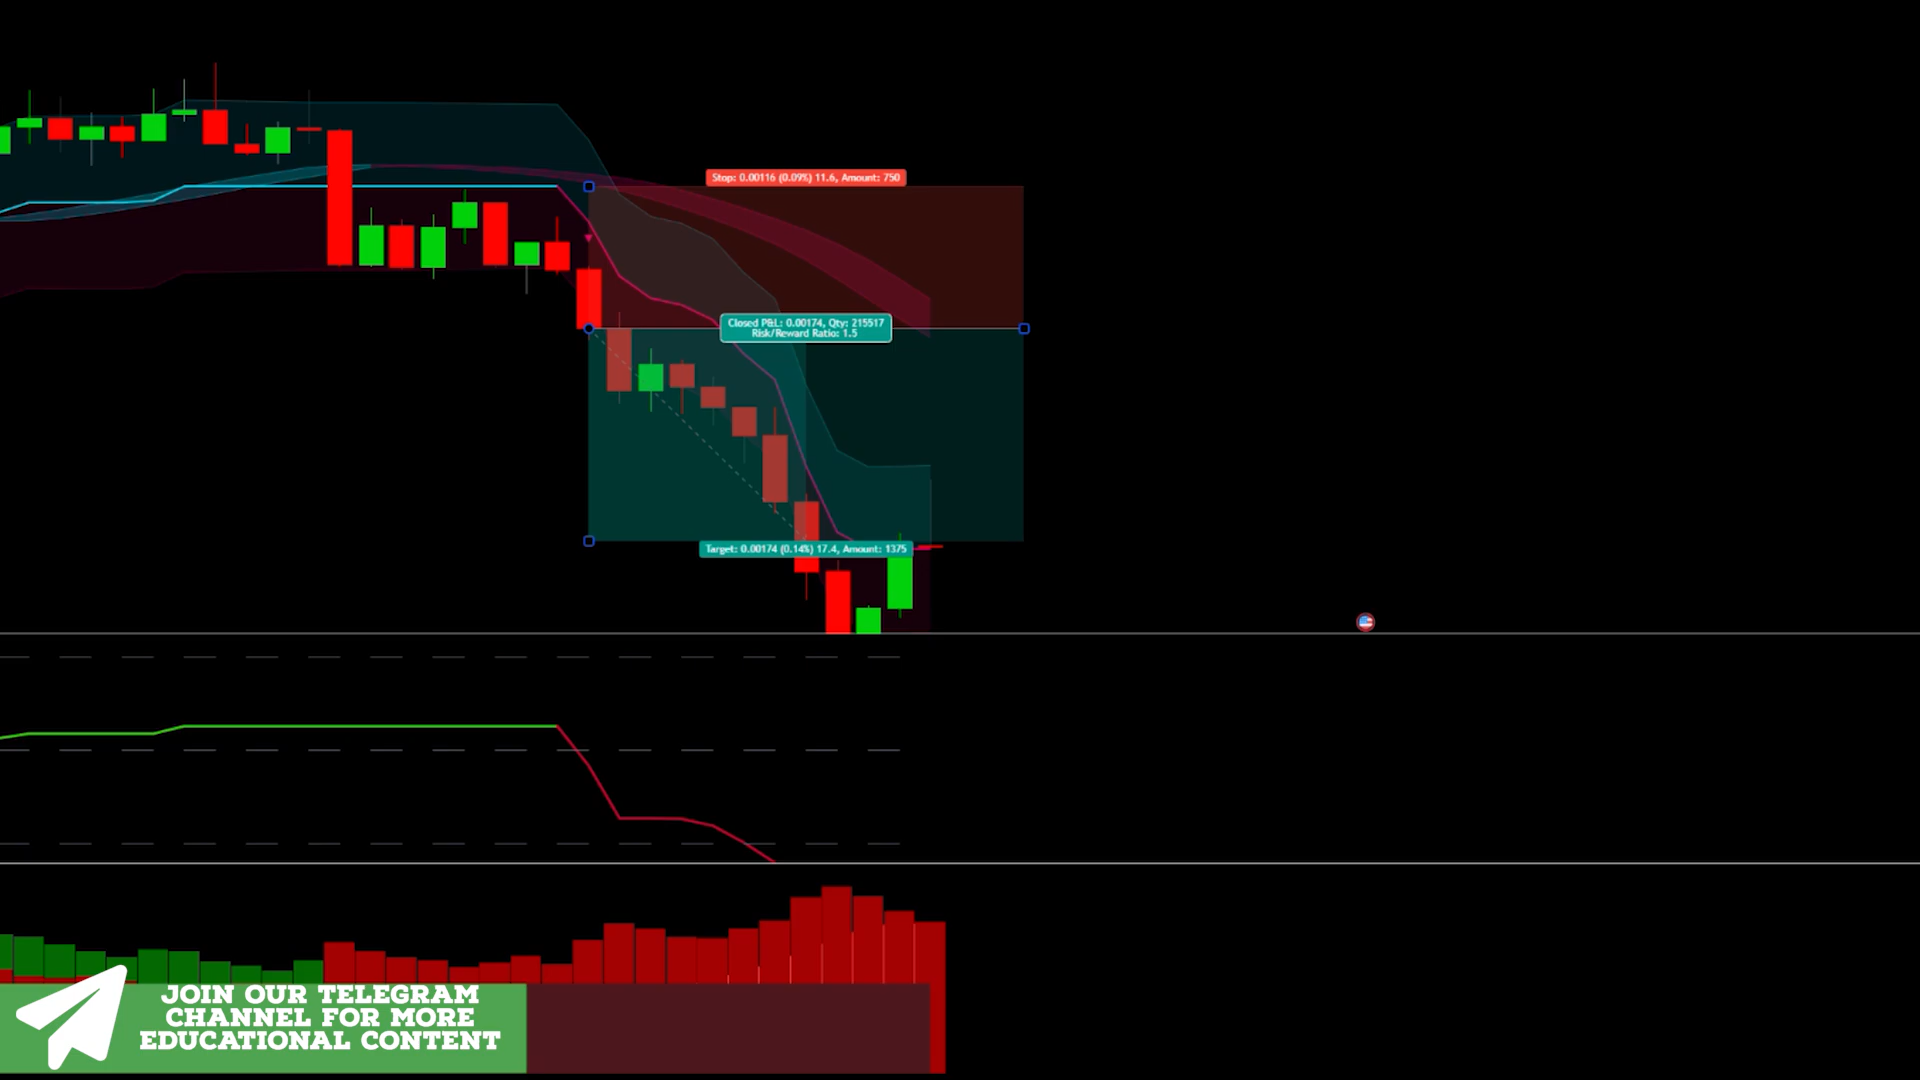 Stop: 0.00116 (0.09%) 11.6, Amount: 750
Closed P&L: 0.00174, Qty: 215517
Risk/Reward Ratio: 1.5
Target: 0.00174 (0.14%) 17.4, Amount: 1375
JOIN OUR TELEGRAM
CHANNEL FOR MORE
EDUCATIONAL CONTENT